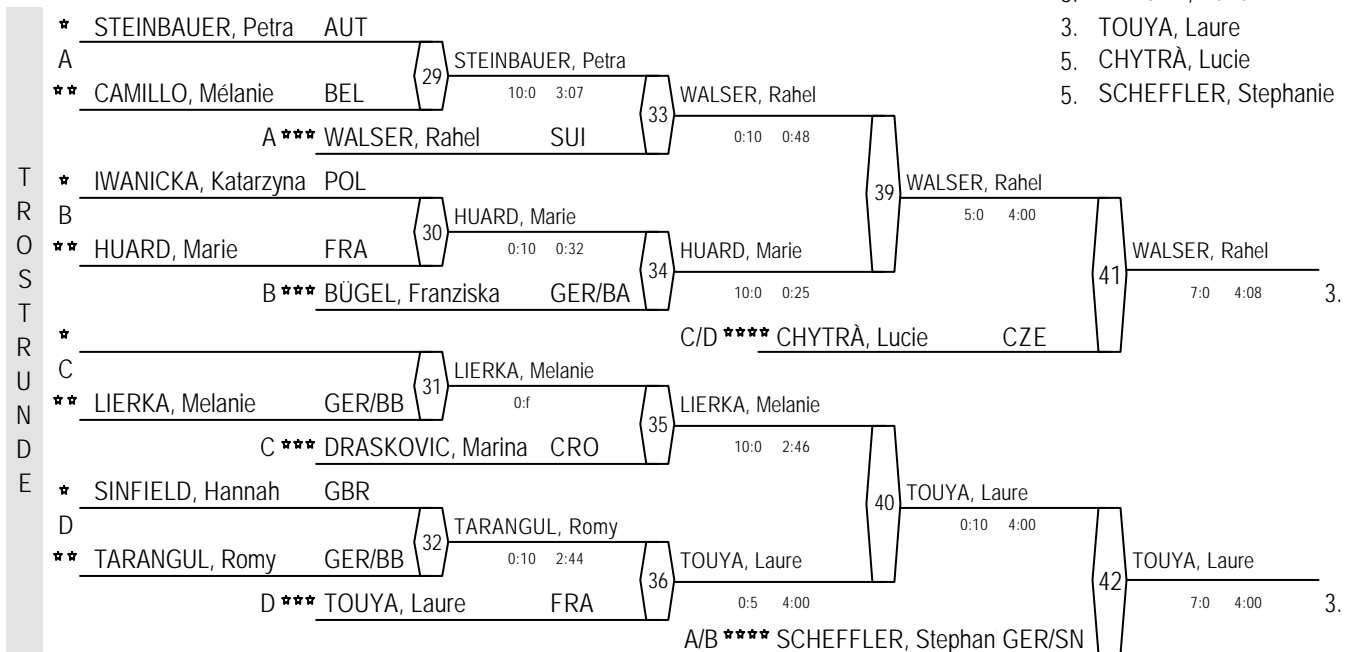 STEINBAUER, Petra AUT
3. TOUYA, Laure
A
STEINBAUER, Petra
5. CHYTRÀ, Lucie
29
CAMILLO, Mélanie BEL
10:0 3:07
WALSER, Rahel
5. SCHEFFLER, Stephanie
33
A WALSER, Rahel SUI
0:10 0:48
TROSTRUNDE
IWANICKA, Katarzyna POL
39
WALSER, Rahel
B
HUARD, Marie
5:0 4:00
30
HUARD, Marie FRA
0:10 0:32
HUARD, Marie
WALSER, Rahel
34
41
B BÜGEL, Franziska GER/BA
10:0 0:25
7:0 4:08
3.
C/D CHYTRÀ, Lucie CZE
C
LIERKA, Melanie
31
LIERKA, Melanie GER/BB
0:f
LIERKA, Melanie
35
C DRASKOVIC, Marina CRO
10:0 2:46
SINFIELD, Hannah GBR
40
TOUYA, Laure
D
TARANGUL, Romy
0:10 4:00
32
TARANGUL, Romy GER/BB
0:10 2:44
TOUYA, Laure
TOUYA, Laure
36
42
D TOUYA, Laure FRA
0:5 4:00
7:0 4:00
3.
A/B SCHEFFLER, Stephan GER/SN